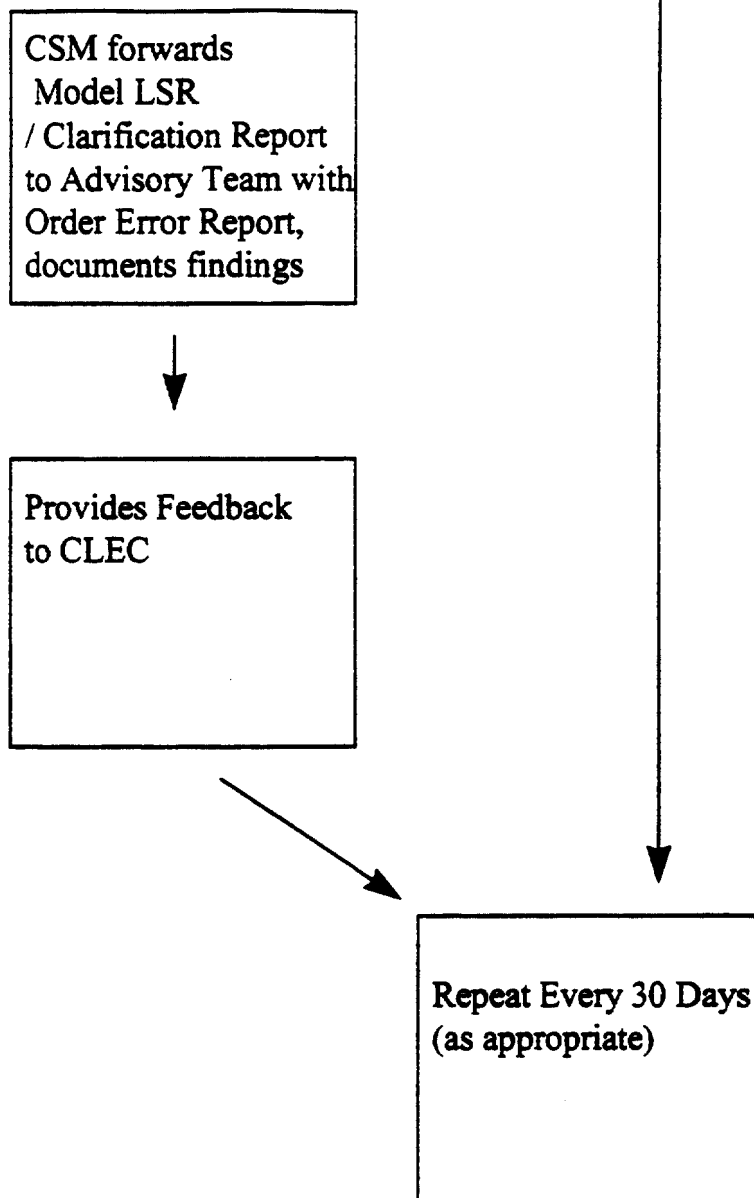 CSM forwards
Model LSR
/ Clarification Report
to Advisory Team with
Order Error Report,
documents findings
Provides Feedback
to CLEC
Repeat Every 30 Days
(as appropriate)